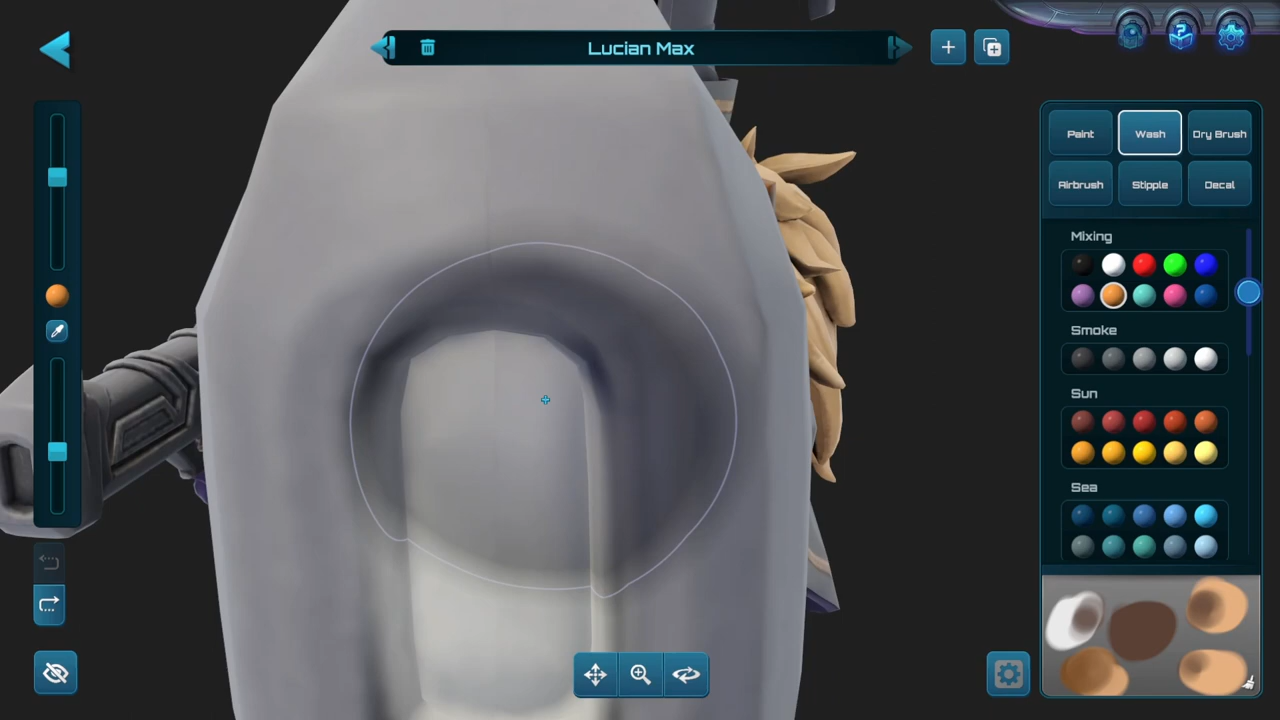 Lucian Max
Paint
Wash
Dry Brush
Airbrush
Stipple
Decal
Mixing
Smoke
Sun
Sea